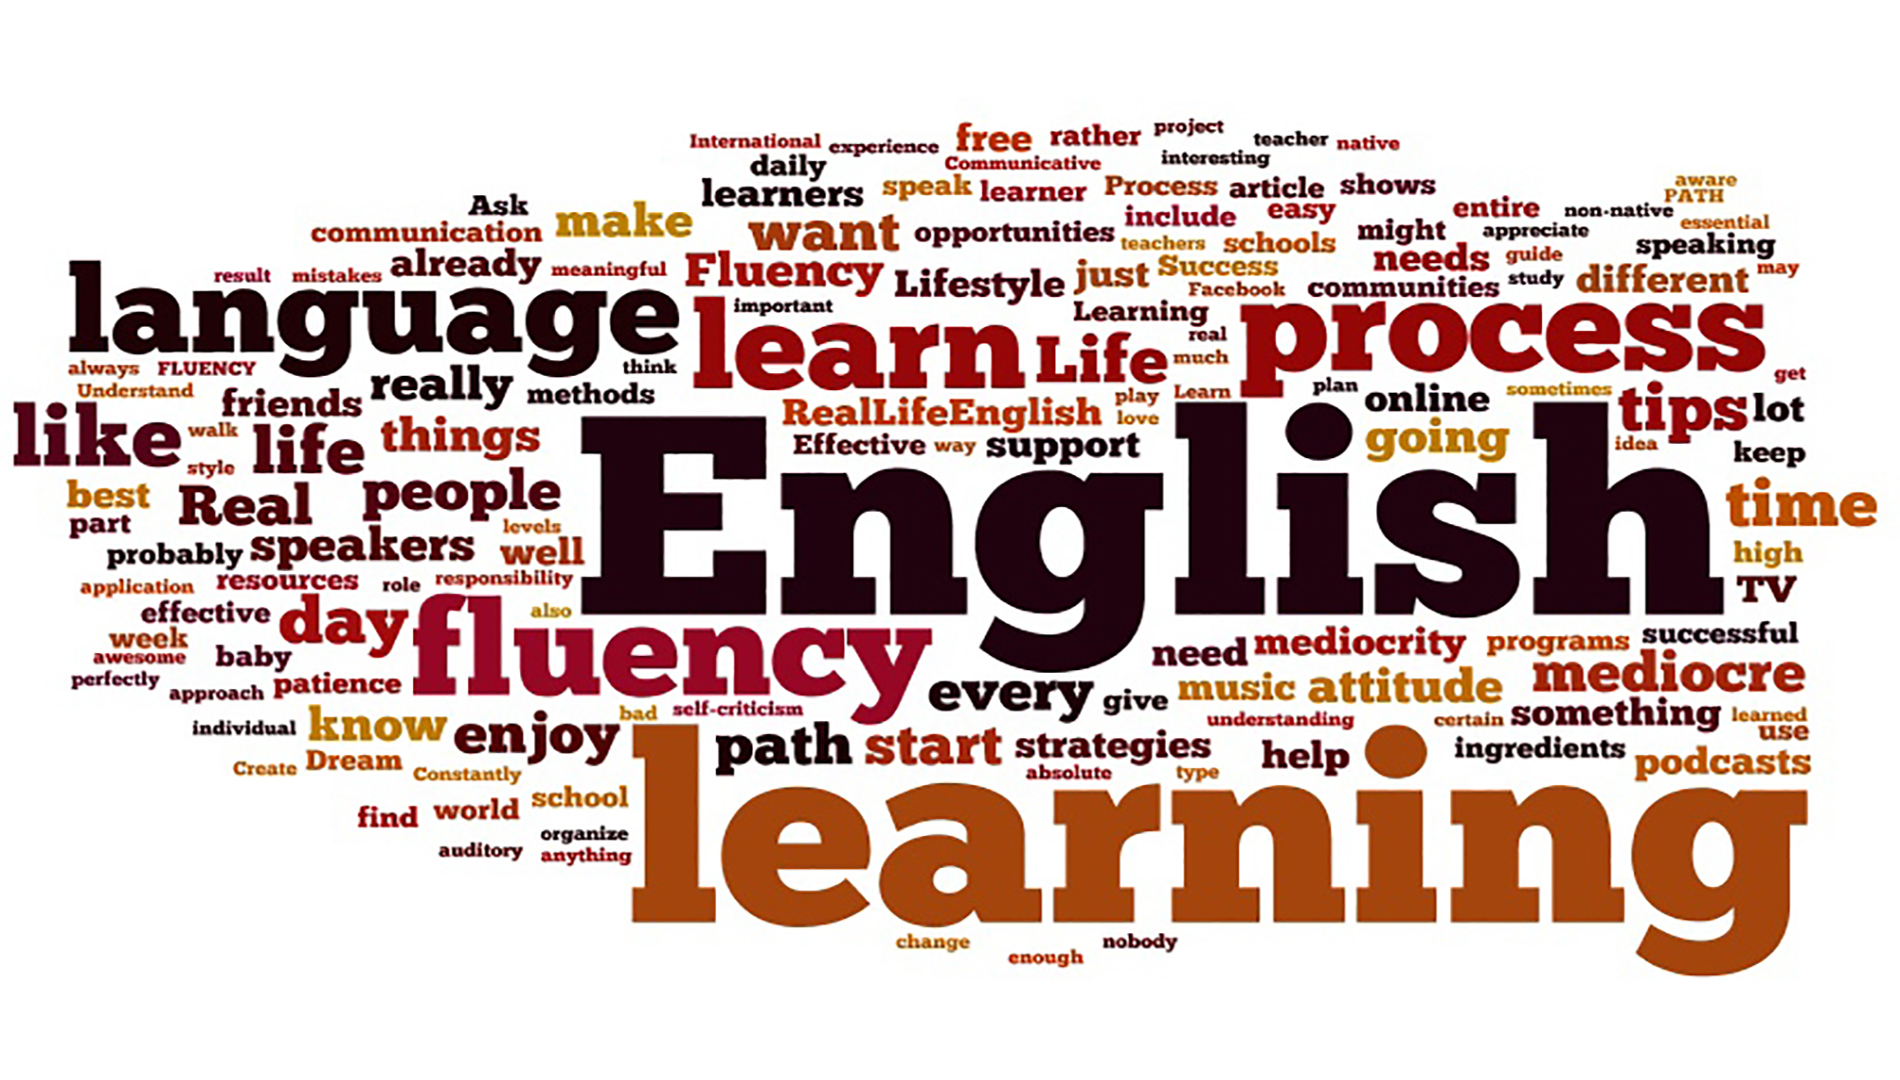 International experience free rather project teacher native
daily Communicative interesting
learners speak learner Process article shows aware
PATH
Ask make want opportunities include easy entire non-native essential
communication teachers schools might appreciate speaking
result mistakes already meaningful Fluency Lifestyle just Success needs guide different may
Facebook communities study
language important learn Learning process
real
always FLUENCY think Life much get
Understand friends really methods play Learn plan online sometimes tips lot
like walk life things RealLifeEnglish love going idea
style Effective way support keep
best Real people English time
part levels
probably speakers well high
application resources role responsibility TV
effective day fluency also
week need mediocrity programs successful
awesome baby
perfectly approach patience every give music attitude mediocre
individual know enjoy bad self-criticism understanding certain something learned
use
Create Dream Constantly path start strategies help ingredients podcasts
absolute type
find world school learning
organize
auditory anything
change nobody
enough